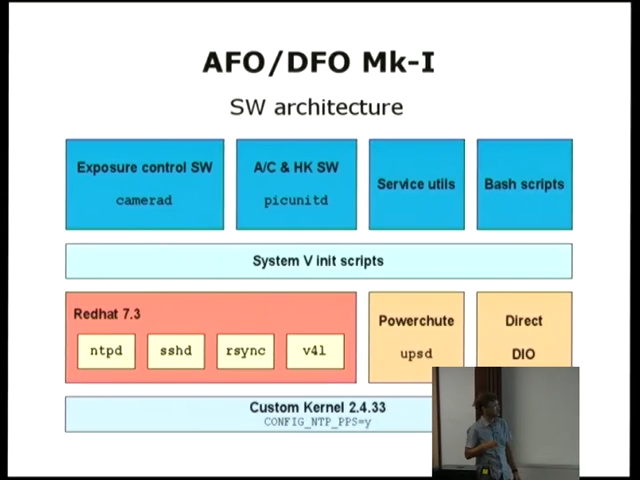 AFO/DFO Mk-I
SW architecture
Exposure control SW
camerad
A/C & HK SW
picunitd
Service utils
Bash scripts
System V init scripts
Redhat 7.3
ntpd
sshd
rsync
v4l
Powerchute
upsd
Direct
DIO
Custom Kernel 2.4.33
CONFIG_NTP_PPS=y